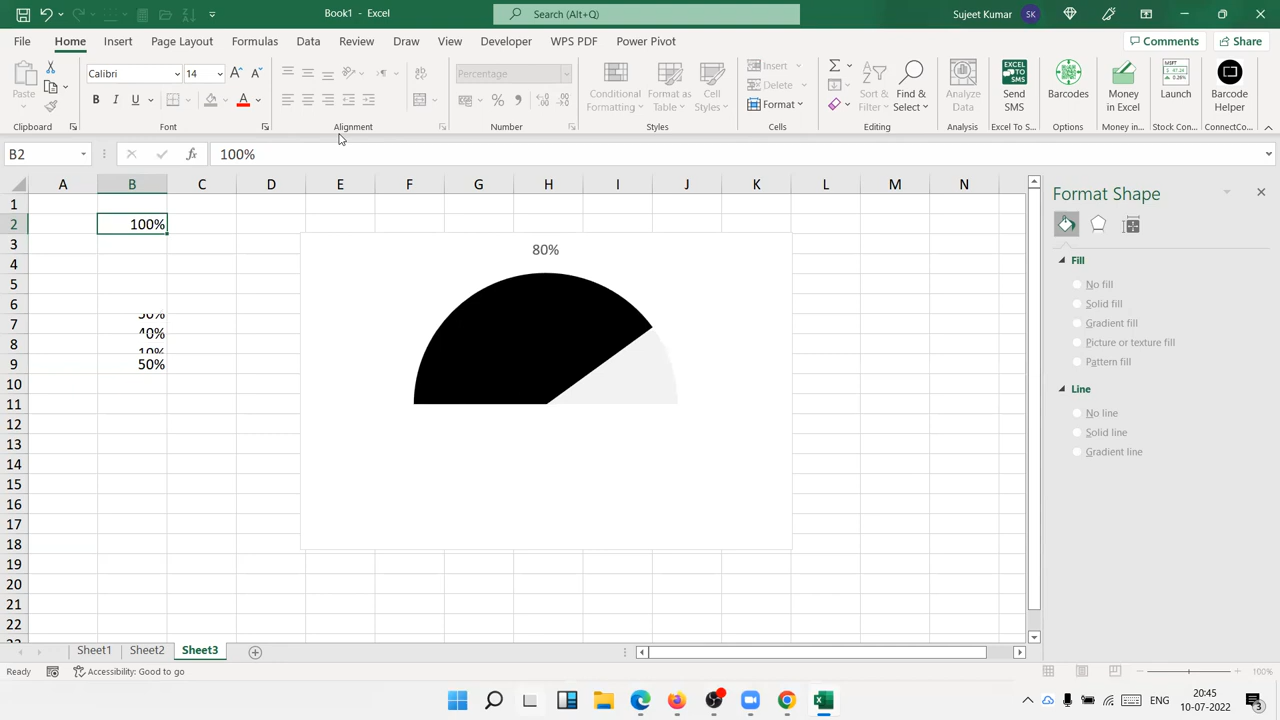 Book1 - Excel
Search (Alt+Q)
Sujeet Kumar
SK
File Home Insert Page Layout Formulas Data Review View Draw Developer WPS PDF Power Pivot
Comments
Share
Paste
Clipboard
Calibri
14
B I U
Font
Alignment
Percentage
Number
Conditional Formatting
Format as Table
Cell Styles
Styles
Insert
Delete
Format
Cells
Sort & Filter
Find & Select
Editing
Analyze Data
Analysis
Send SMS
Excel To S...
Barcodes
Options
Money in Excel
Money in...
Launch
Stock Con...
Barcode Helper
ConnectCo...
B2
fx
100%
A B C D E F G H I J K L M N
1
2 100%
3
4
5
6
7
40%
8
9 50%
10
11
12
13
14
15
16
17
18
19
20
21
22
80%
Format Shape
Fill
No fill
Solid fill
Gradient fill
Picture or texture fill
Pattern fill
Line
No line
Solid line
Gradient line
Sheet1 Sheet2 Sheet3
Ready
Accessibility: Good to go
100%
ENG
20:45
10-07-2022
3